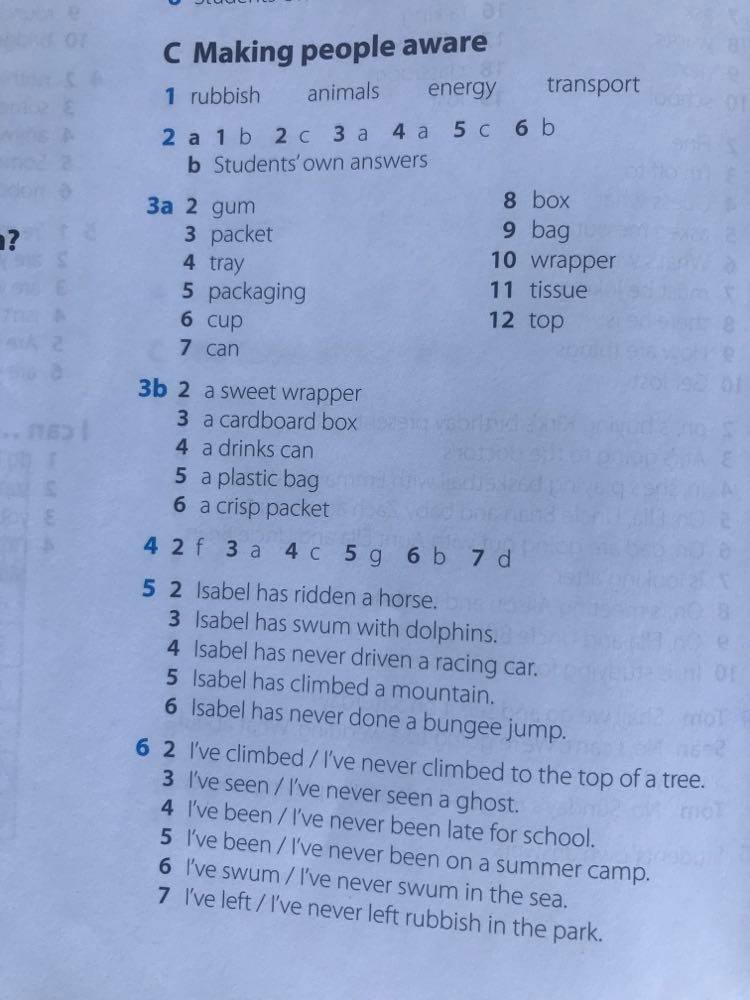 C Making people aware
1 rubbish animals energy transport
2 a 1 b 2 c 3 a 4 a 5 c 6 b
b Students' own answers
3a 2 gum
3 packet
4 tray
5 packaging
6 cup
7 can
8 box
9 bag
10 wrapper
11 tissue
12 top
3b 2 a sweet wrapper
3 a cardboard box
4 a drinks can
5 a plastic bag
6 a crisp packet
4 2 f 3 a 4 c 5 g 6 b 7 d
5 2 Isabel has ridden a horse.
3 Isabel has swum with dolphins.
4 Isabel has never driven a racing car.
5 Isabel has climbed a mountain.
6 Isabel has never done a bungee jump.
6 2 I've climbed / I've never climbed to the top of a tree.
3 I've seen / I've never seen a ghost.
4 I've been / I've never been late for school.
5 I've been / I've never been on a summer camp.
6 I've swum / I've never swum in the sea.
7 I've left / I've never left rubbish in the park.